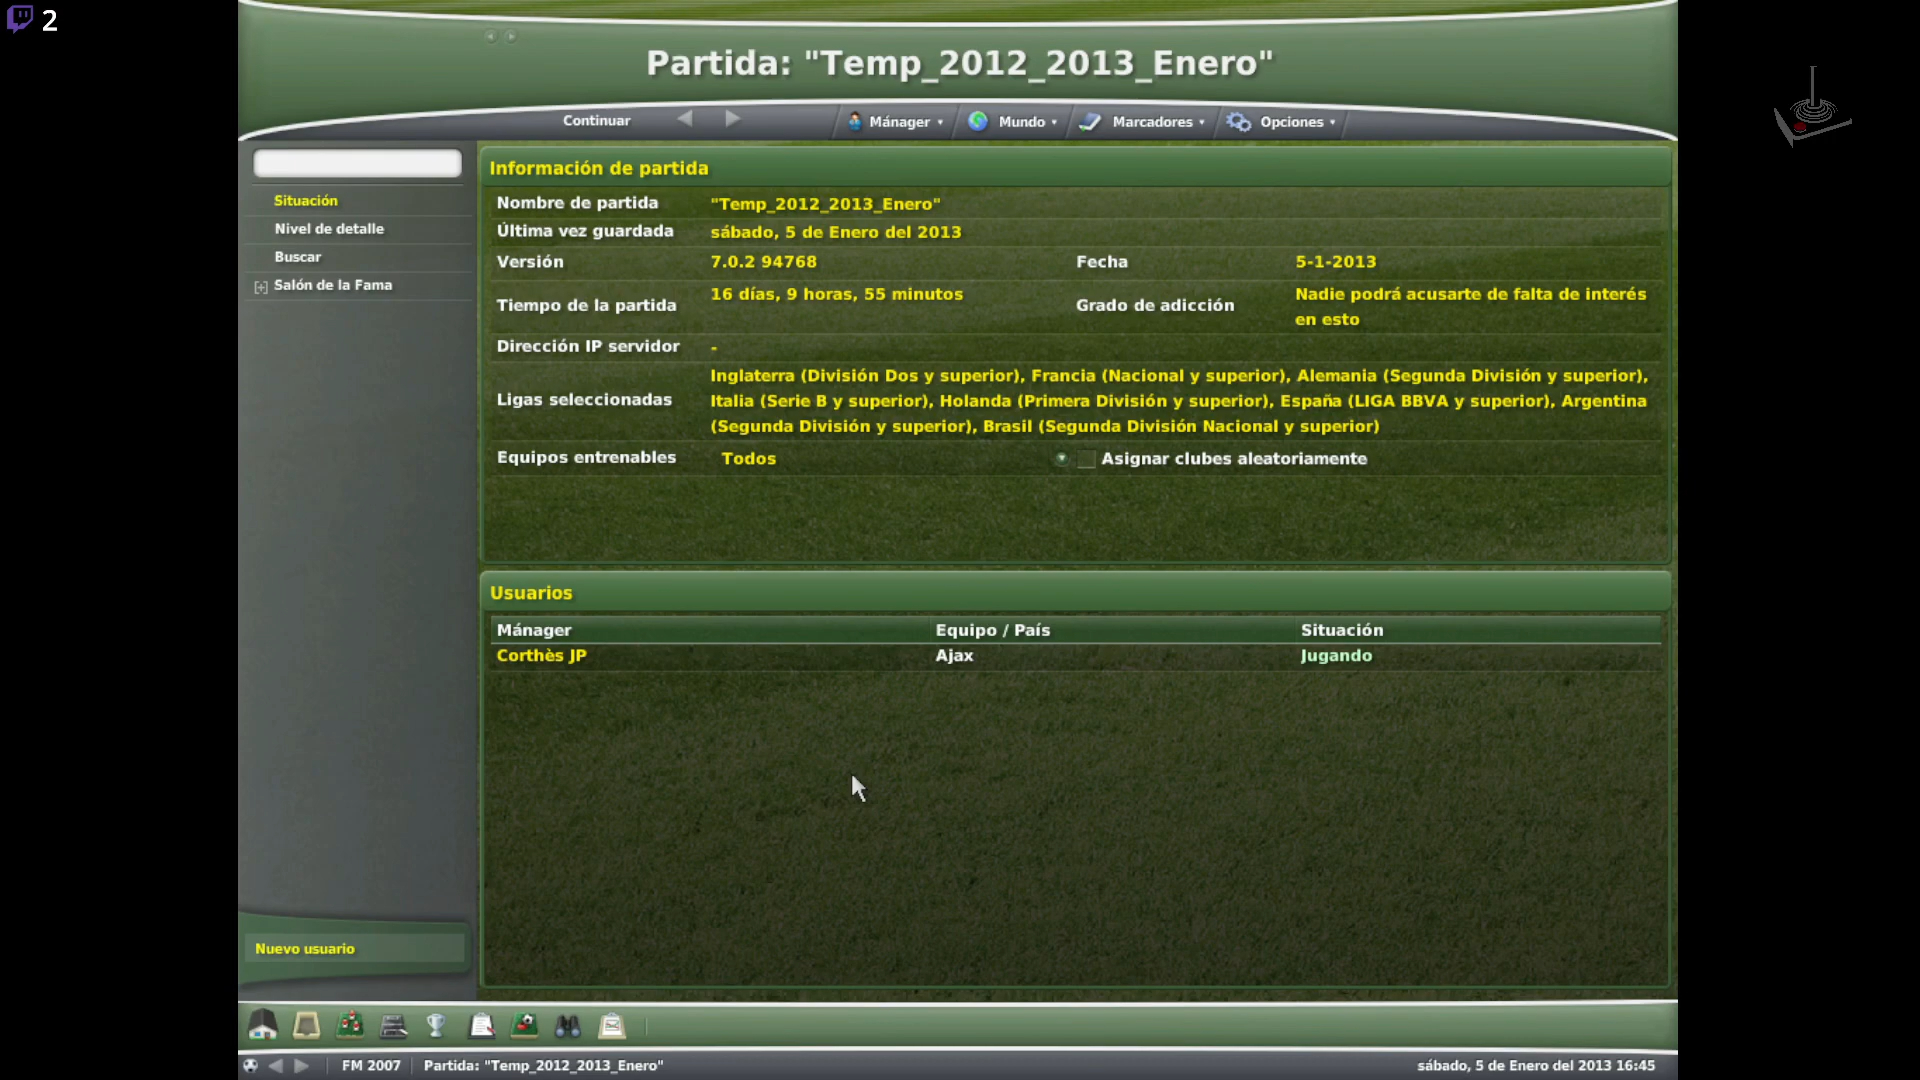 2
Partida: "Temp_2012_2013_Enero"
Continuar
Mánager
Mundo
Marcadores
Opciones
Situación
Nivel de detalle
Buscar
[+] Salón de la Fama
Nuevo usuario
Información de partida
Nombre de partida "Temp_2012_2013_Enero"
Última vez guardada sábado, 5 de Enero del 2013
Versión 7.0.2 94768 Fecha 5-1-2013
Tiempo de la partida 16 días, 9 horas, 55 minutos Grado de adicción Nadie podrá acusarte de falta de interés
en esto
Dirección IP servidor -
Ligas seleccionadas
Inglaterra (División Dos y superior), Francia (Nacional y superior), Alemania (Segunda División y superior),
Italia (Serie B y superior), Holanda (Primera División y superior), España (LIGA BBVA y superior), Argentina
(Segunda División y superior), Brasil (Segunda División Nacional y superior)
Equipos entrenables Todos Asignar clubes aleatoriamente
Usuarios
Mánager Equipo / País Situación
Corthès JP Ajax Jugando
FM 2007 Partida: "Temp_2012_2013_Enero" sábado, 5 de Enero del 2013 16:45